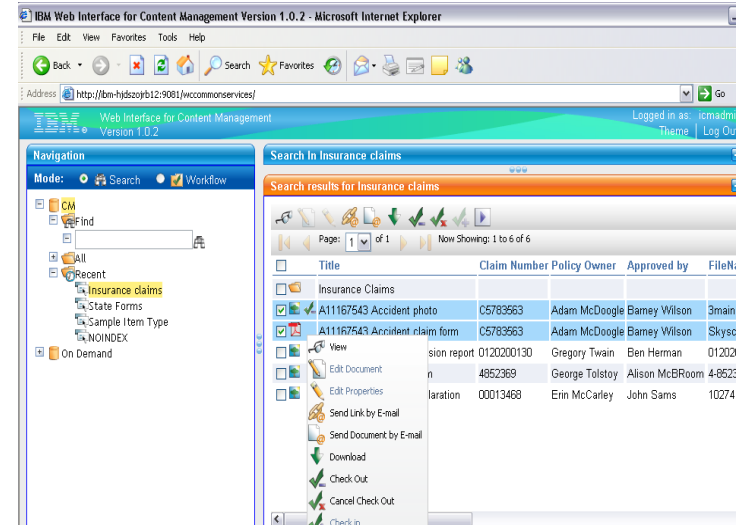 IBM Web Interface for Content Management Version 1.0.2 - Microsoft Internet Explorer
File Edit View Favorites Tools Help
Back Search Favorites
Address http://ibm-hjdszojrb12:9081/wccommonservices/ Go
IBM Web Interface for Content Management Logged in as: icmadmi
Version 1.0.2 Theme | Log Out
Navigation Search In Insurance claims
Mode: Search Workflow Search results for Insurance claims
CM
Find
Page: 1 of 1 Now Showing: 1 to 6 of 6
All
Title Claim Number Policy Owner Approved by FileNa
Recent
Insurance claims Insurance Claims
State Forms A11167543 Accident photo C5783563 Adam McDoogle Barney Wilson 3main
Sample Item Type
NOINDEX A11167543 Accident claim form C5783563 Adam McDoogle Barney Wilson Skysc
On Demand View sion report 0120200130 Gregory Twain Ben Herman 01202
Edit Document m 4852369 George Tolstoy Alison McBRoom 4-8523
Edit Properties laration 00013468 Erin McCarley John Sams 10274
Send Link by E-mail
Send Document by E-mail
Download
Check Out
Cancel Check Out
Check in